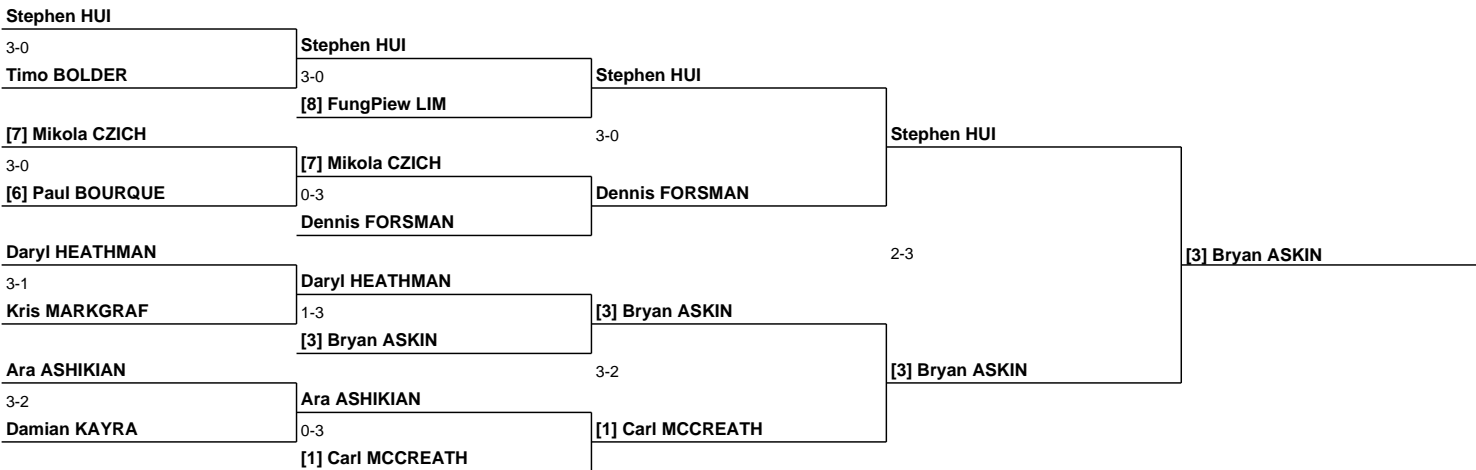 Stephen HUI
3-0
Timo BOLDER
[7] Mikola CZICH
3-0
[6] Paul BOURQUE
Daryl HEATHMAN
3-1
Kris MARKGRAF
Ara ASHIKIAN
3-2
Damian KAYRA
Stephen HUI
3-0
[8] FungPiew LIM
[7] Mikola CZICH
0-3
Dennis FORSMAN
Daryl HEATHMAN
1-3
[3] Bryan ASKIN
Ara ASHIKIAN
0-3
[1] Carl MCCREATH
Stephen HUI
3-0
Dennis FORSMAN
[3] Bryan ASKIN
3-2
[1] Carl MCCREATH
Stephen HUI
2-3
[3] Bryan ASKIN
[3] Bryan ASKIN